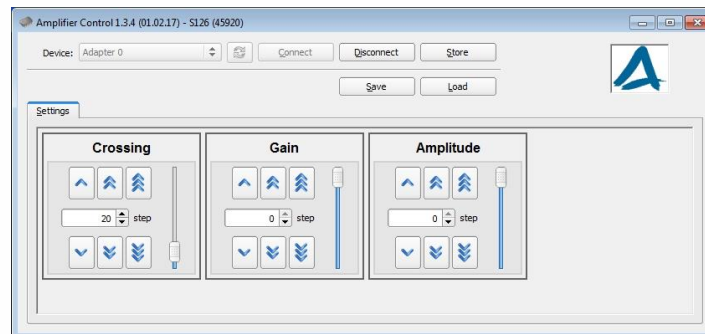 Amplifier Control 1.3.4 (01.02.17) - S126 (45920)
Device: Adapter 0 Connect Disconnect Store
Save Load
Settings
Crossing Gain Amplitude
20 step 0 step 0 step